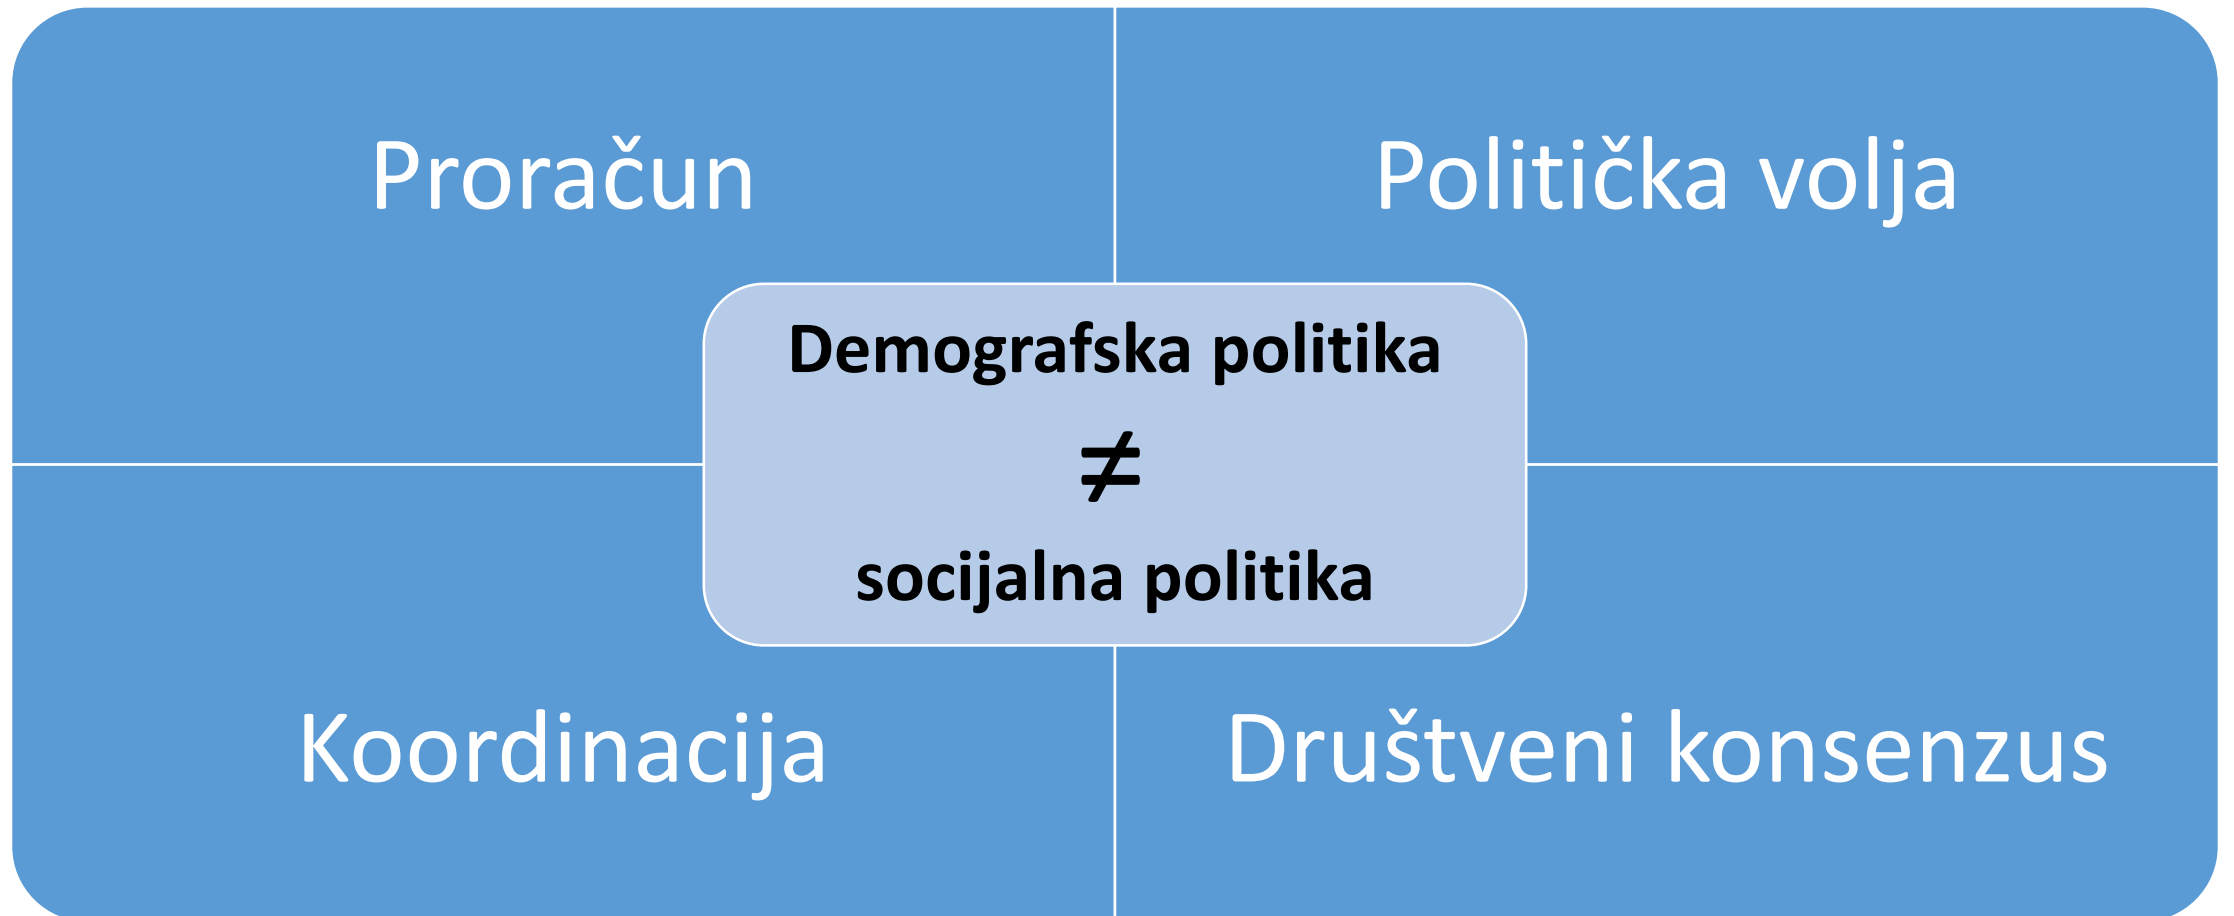 Proračun
Politička volja
Demografska politika
≠
socijalna politika
Koordinacija
Društveni konsenzus